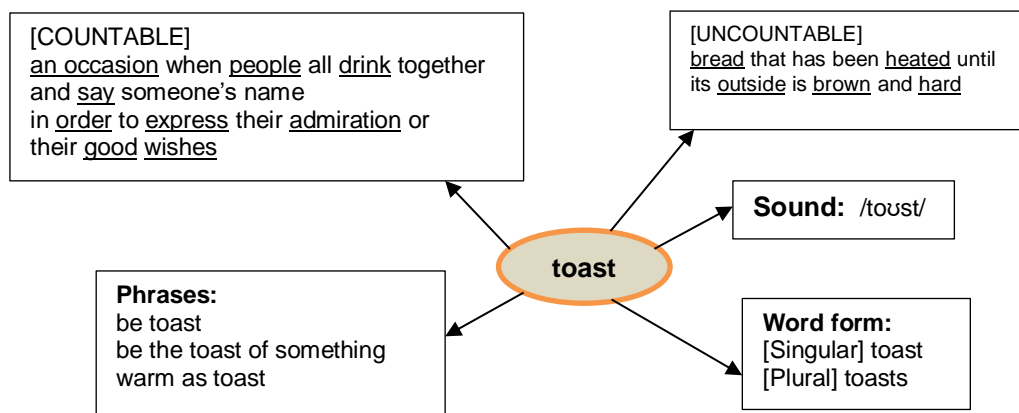 [COUNTABLE]
an occasion when people all drink together
and say someone's name
in order to express their admiration or
their good wishes
[UNCOUNTABLE]
bread that has been heated until
its outside is brown and hard
Sound: /toʊst/
toast
Phrases:
be toast
be the toast of something
warm as toast
Word form:
[Singular] toast
[Plural] toasts